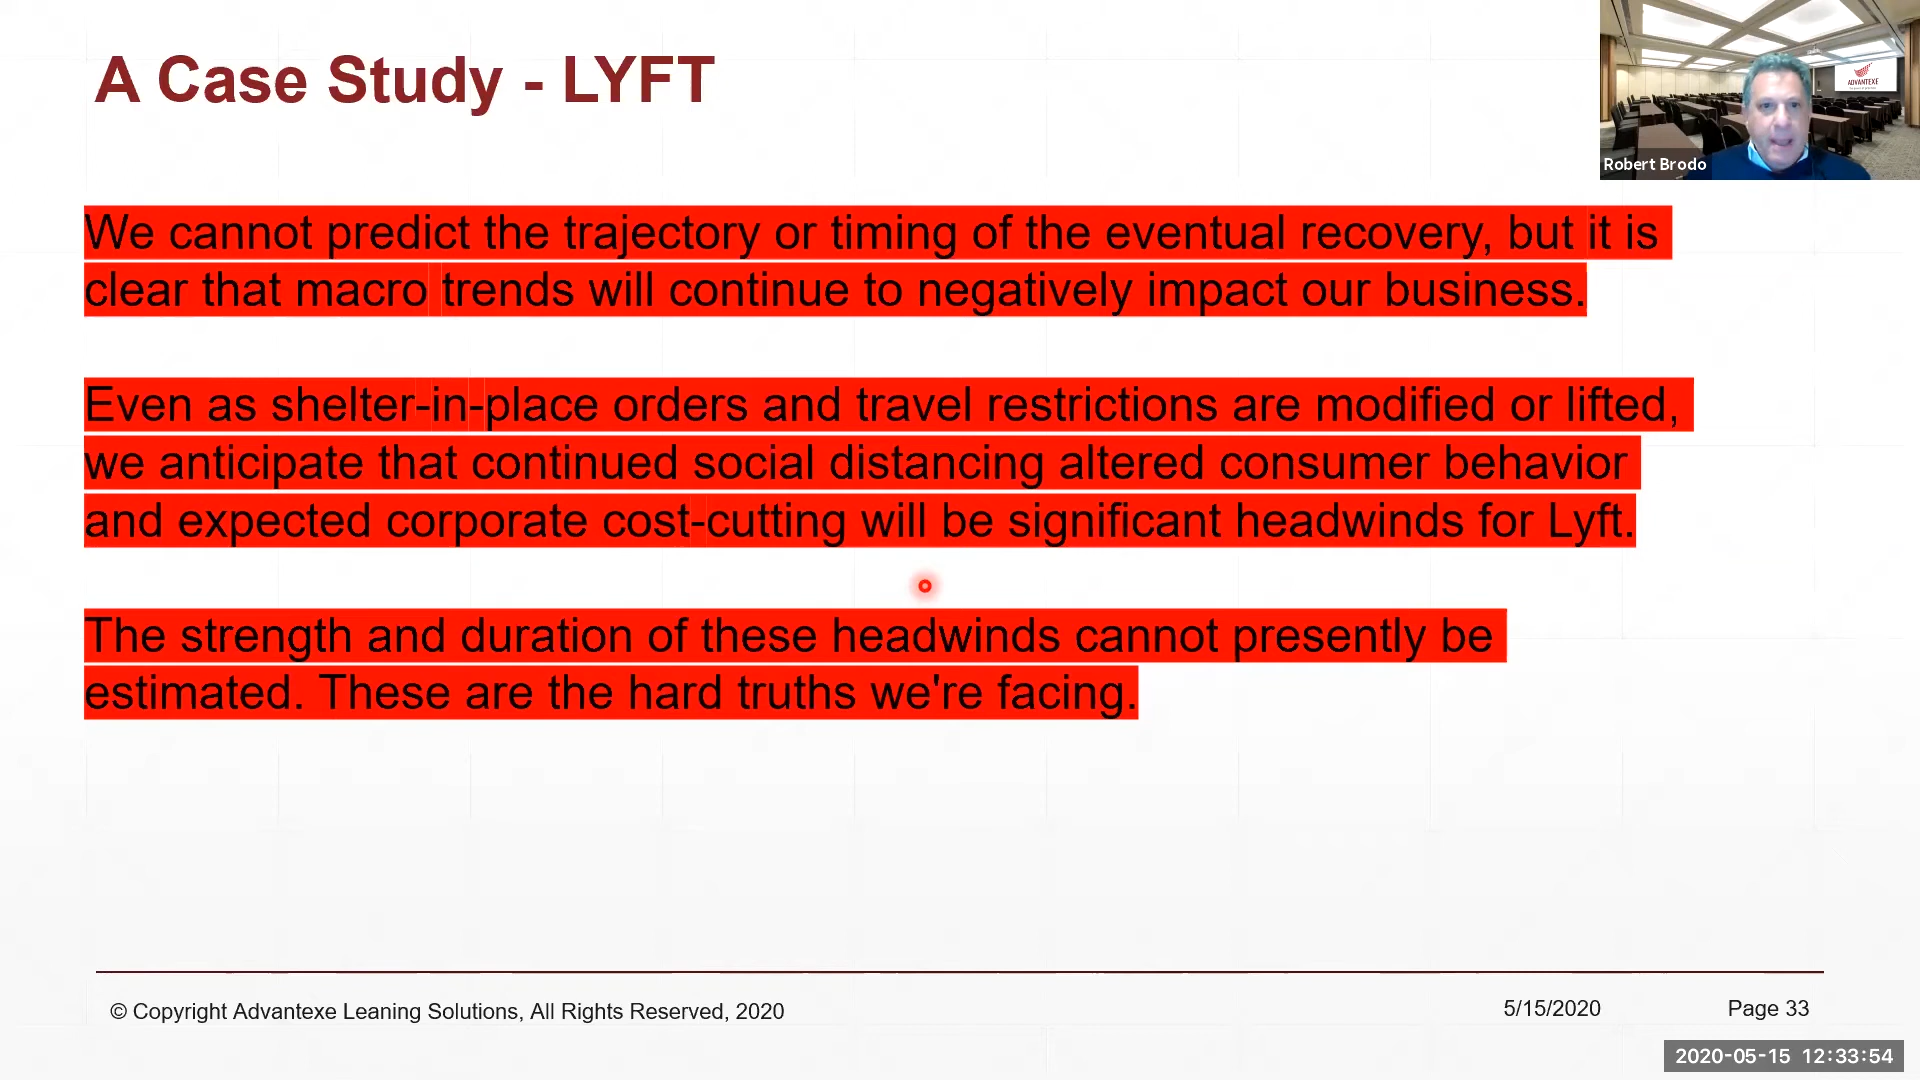 A Case Study - LYFT
ADVANTEXE
Robert Brodo
We cannot predict the trajectory or timing of the eventual recovery, but it is
clear that macro trends will continue to negatively impact our business.
Even as shelter-in-place orders and travel restrictions are modified or lifted,
we anticipate that continued social distancing altered consumer behavior
and expected corporate cost-cutting will be significant headwinds for Lyft.
The strength and duration of these headwinds cannot presently be
estimated. These are the hard truths we're facing.
© Copyright Advantexe Leaning Solutions, All Rights Reserved, 2020
5/15/2020
Page 33
2020-05-15 12:33:54